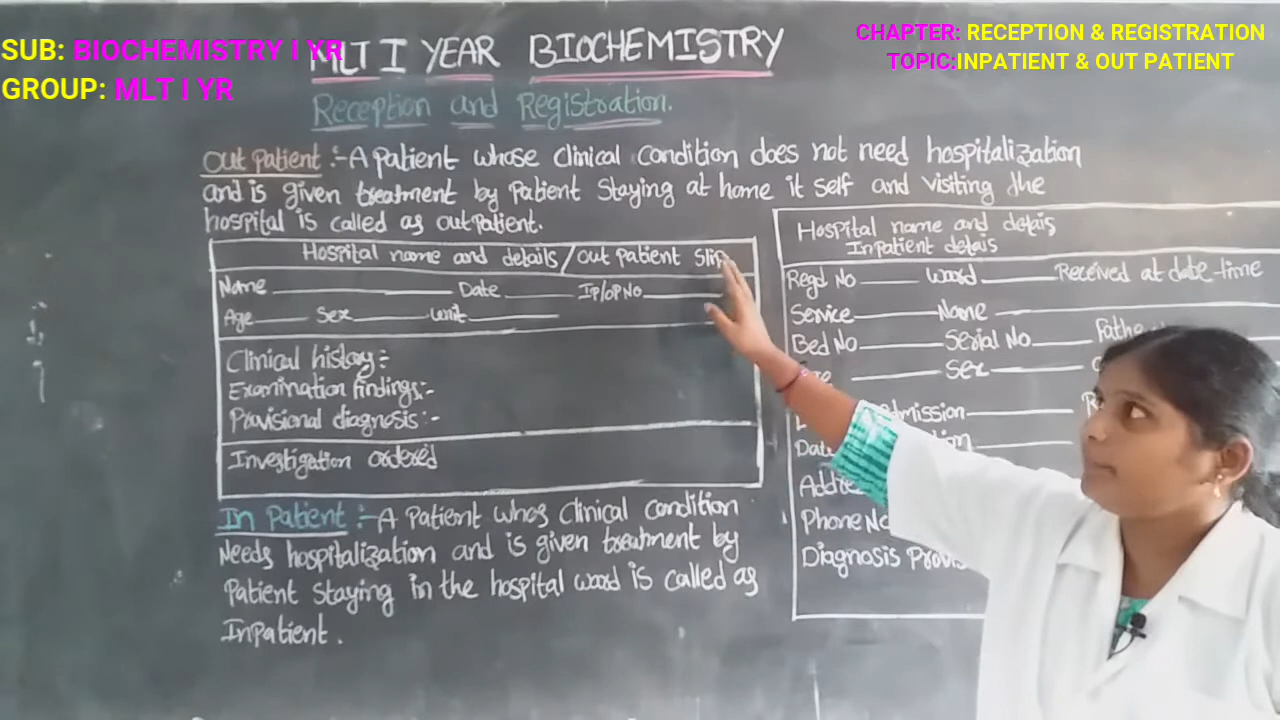 SUB: BIOCHEMISTRY I YR
GROUP: MLT I YR
CHAPTER: RECEPTION & REGISTRATION
TOPIC:INPATIENT & OUT PATIENT
MLT I YEAR BIOCHEMISTRY
Reception and Registration.
Out Patient :- A Patient whose clinical condition does not need hospitalization
and is given treatment by Patient Staying at home it self and visiting the
hospital is called as out Patient.
Hospital name and details / Out Patient Slip
Name Date IP/OP No
Age Sex Unit
Clinical history:-
Examination findings:-
Provisional diagnosis:-
Investigation ordered
In Patient :- A Patient whos clinical condition
Needs hospitalization and is given treatment by
Patient Staying in the hospital ward is called as
Inpatient.
Hospital name and detais
Inpatient detais
Regd No Ward Received at date-time
Service Name
Bed No Serial No
Sex
Phone
Diagnosis